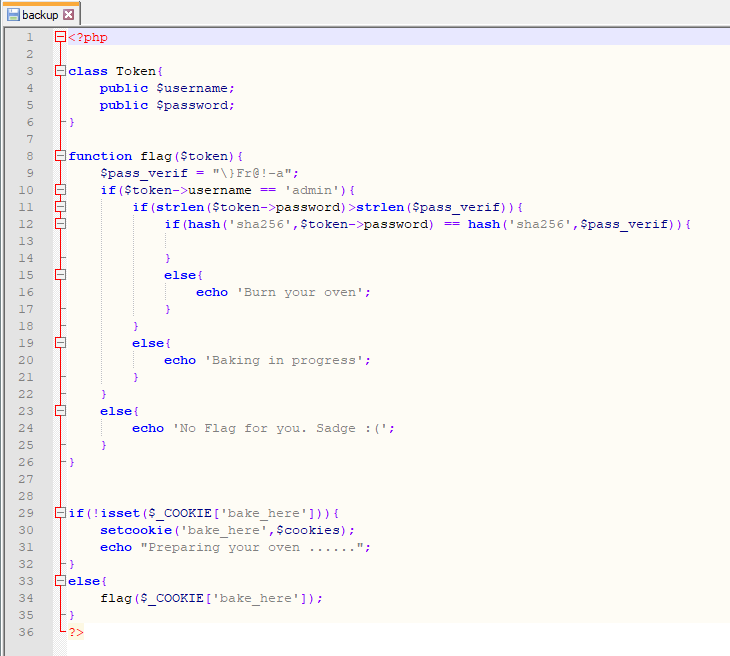 backup
1 <?php
2
3 class Token{
4     public $username;
5     public $password;
6 }
7
8 function flag($token){
9     $pass_verif = "\}Fr@!-a";
10     if($token->username == 'admin'){
11         if(strlen($token->password)>strlen($pass_verif)){
12             if(hash('sha256',$token->password) == hash('sha256',$pass_verif)){
13
14             }
15             else{
16                 echo 'Burn your oven';
17             }
18         }
19         else{
20             echo 'Baking in progress';
21         }
22     }
23     else{
24         echo 'No Flag for you. Sadge :(';
25     }
26 }
27
28
29 if(!isset($_COOKIE['bake_here'])){
30     setcookie('bake_here',$cookies);
31     echo "Preparing your oven ......";
32 }
33 else{
34     flag($_COOKIE['bake_here']);
35 }
36 ?>